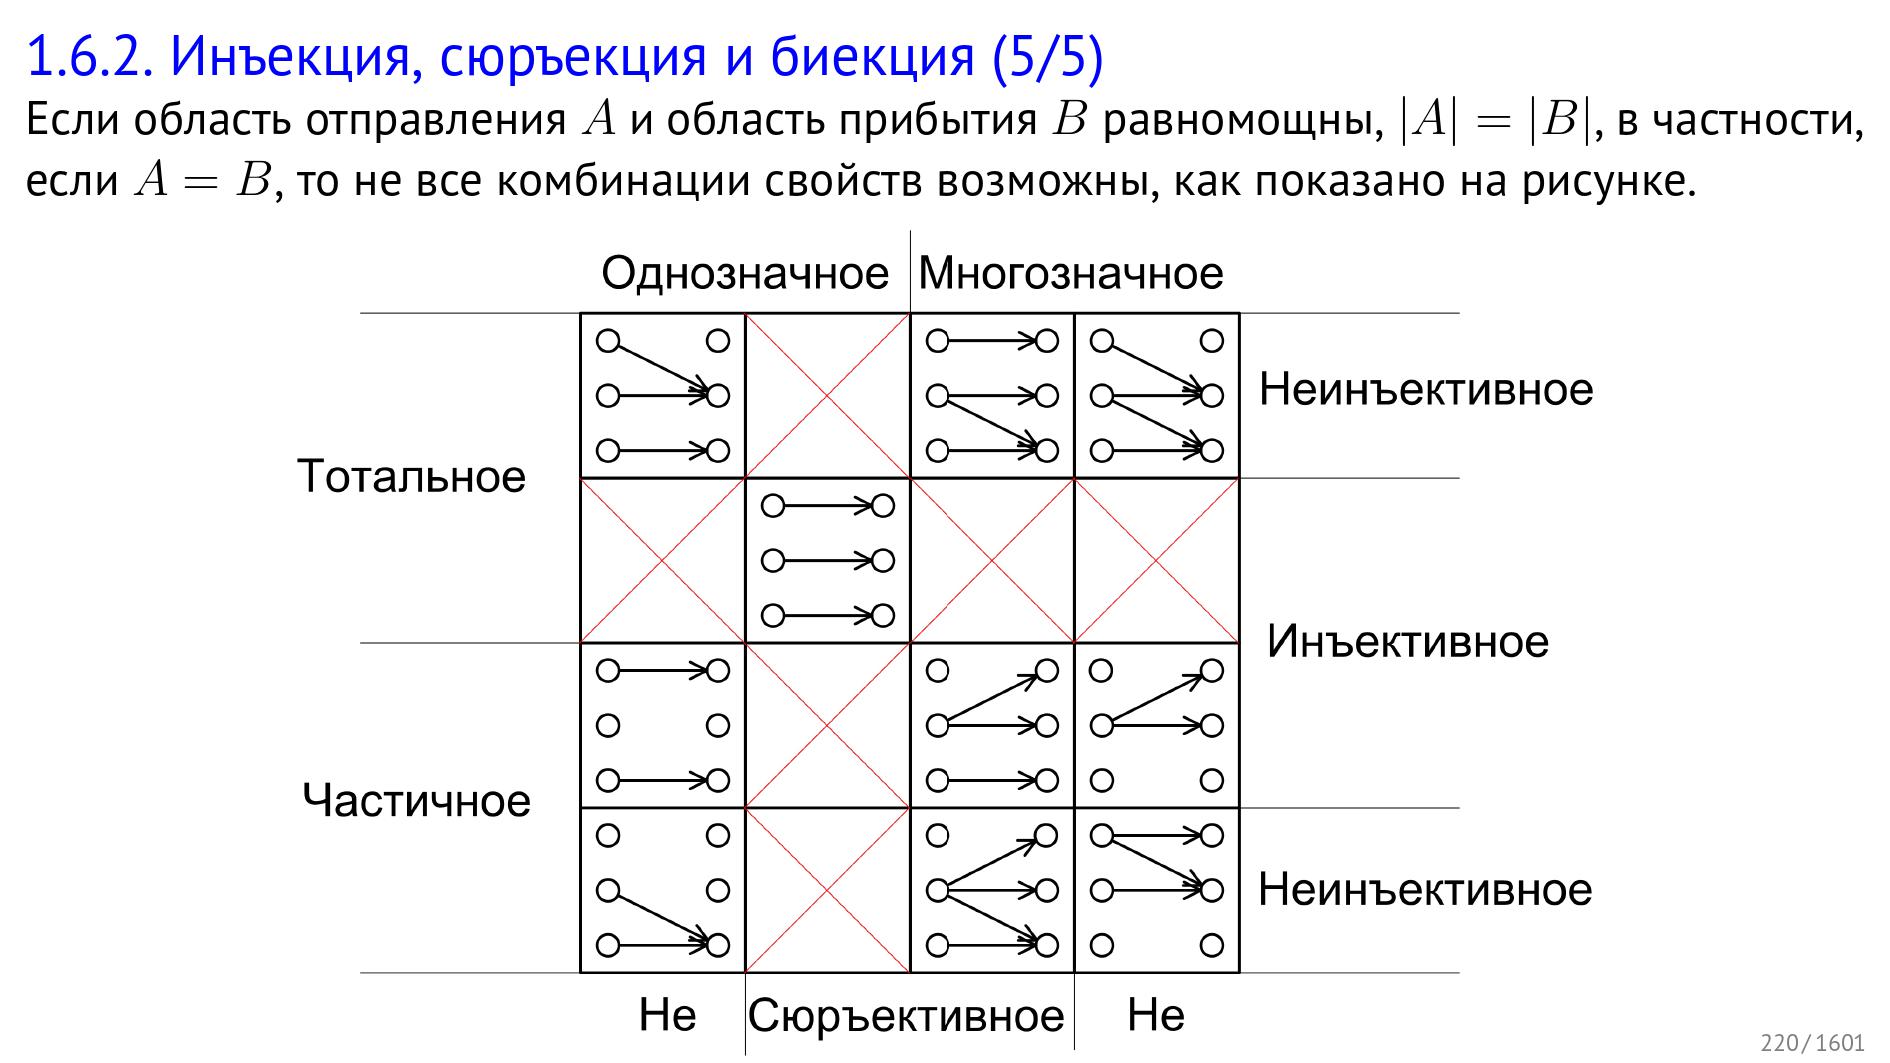 1.6.2. Инъекция, сюръекция и биекция (5/5)
Если область отправления A и область прибытия B равномощны, |A| = |B|, в частности,
если A = B, то не все комбинации свойств возможны, как показано на рисунке.
Однозначное Многозначное
Неинъективное
Тотальное
Инъективное
Частичное
Неинъективное
Не Сюръективное Не
220/1601